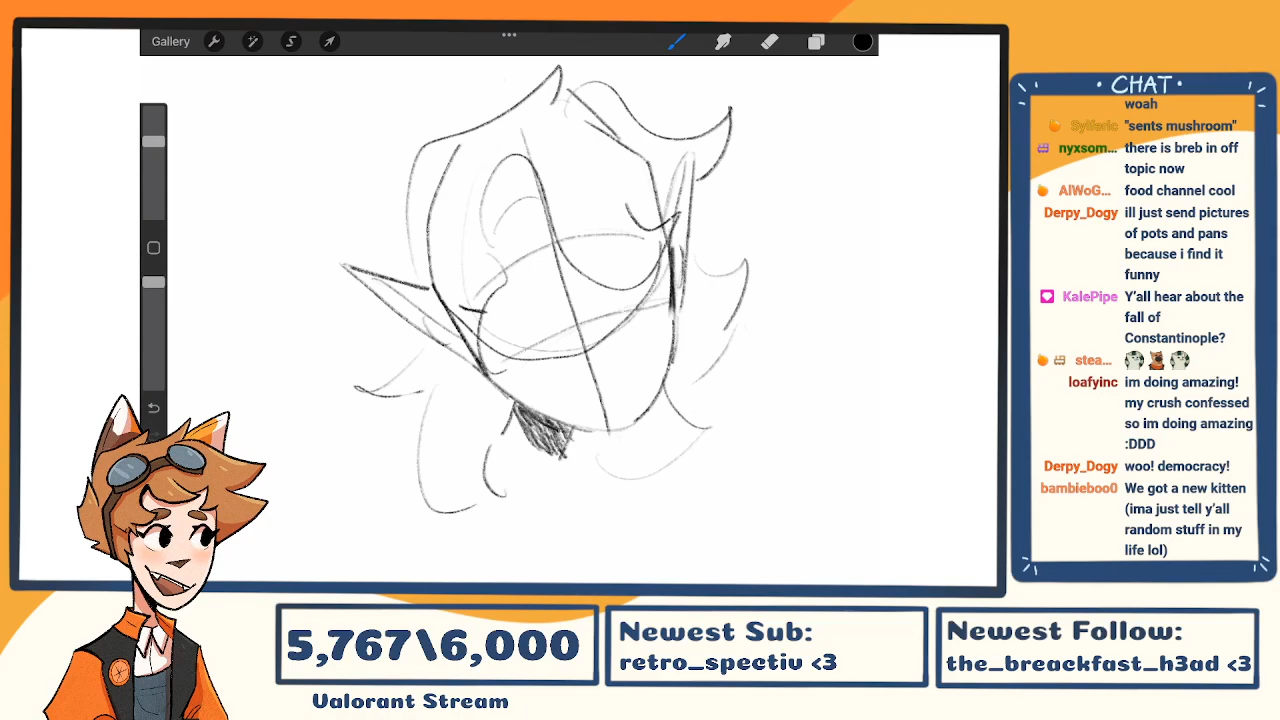 Gallery
• CHAT •
woah
Sylferic "sents mushroom"
nyxsom... there is breb in off
topic now
AlWoG... food channel cool
Derpy_Dogy ill just send pictures
of pots and pans
because i find it
funny
KalePipe Y'all hear about the
fall of
Constantinople?
stea...
loafyinc im doing amazing!
my crush confessed
so im doing amazing
:DDD
Derpy_Dogy woo! democracy!
bambieboo0 We got a new kitten
(ima just tell y'all
random stuff in my
life lol)
5,767\6,000
Valorant Stream
Newest Sub:
retro_spectiv <3
Newest Follow:
the_breackfast_h3ad <3